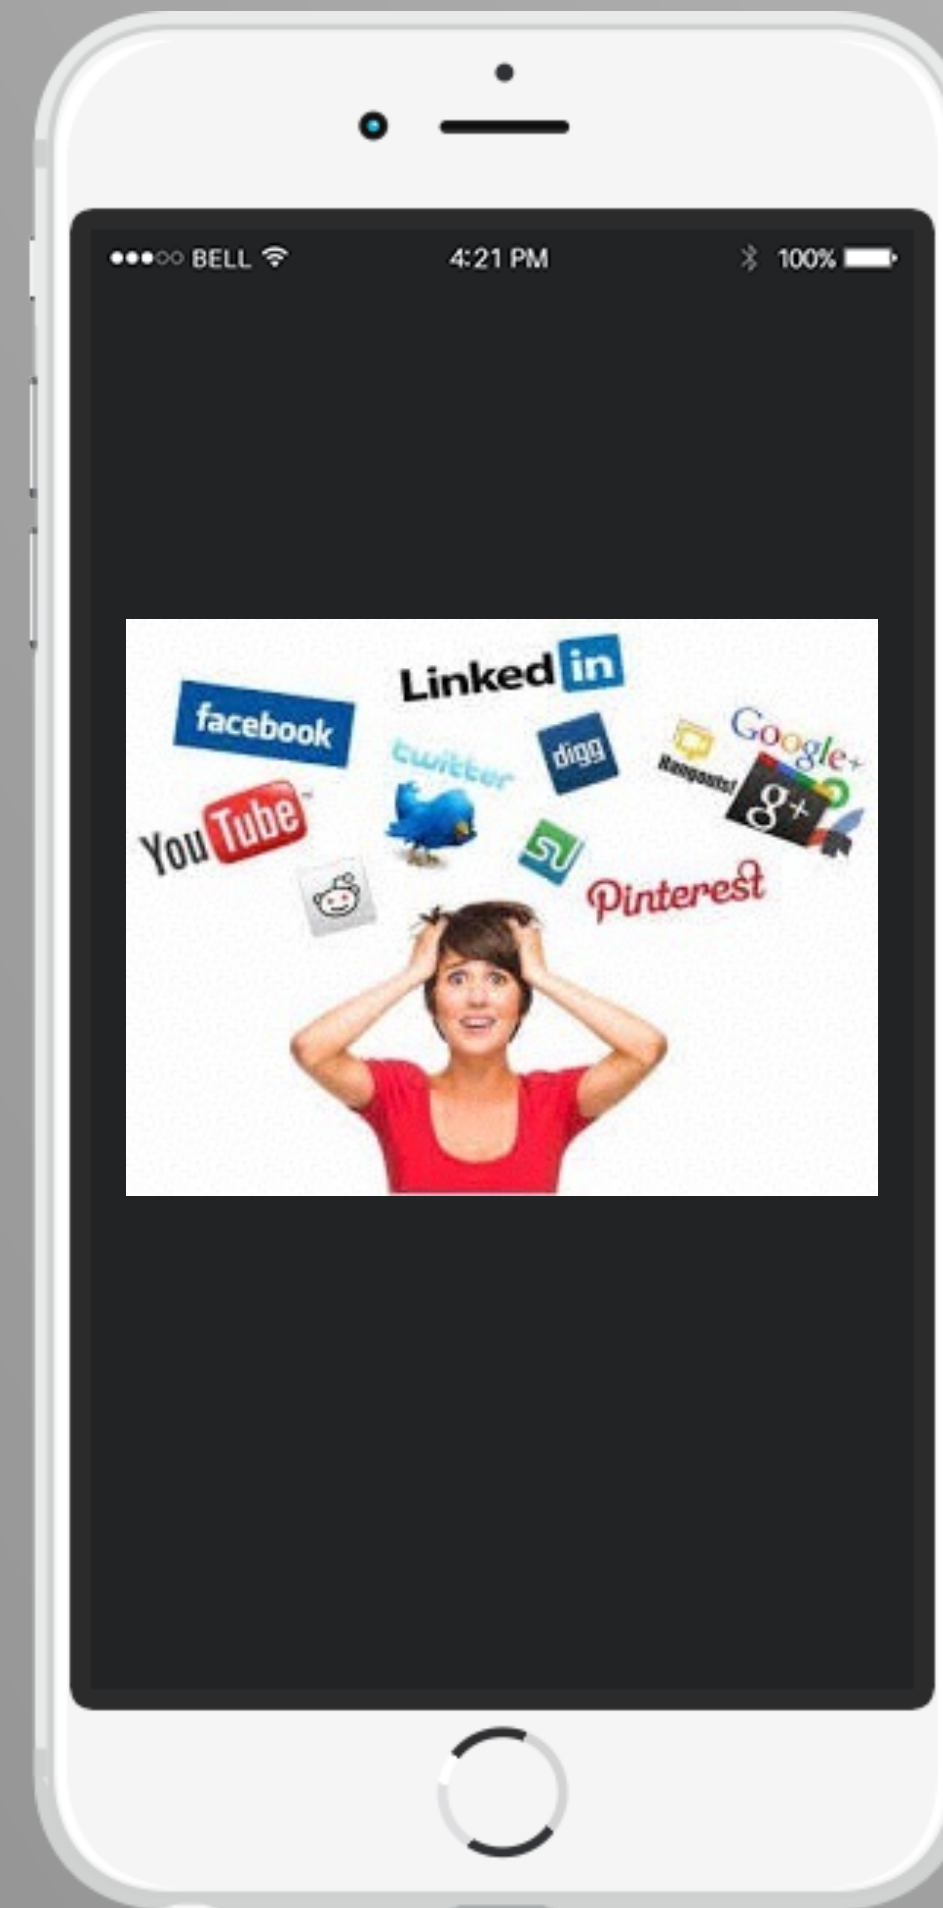 BELL 4:21 PM 100%
Linked in
facebook
twitter
digg
Google+
Hangouts!
g+
You Tube
Pinterest